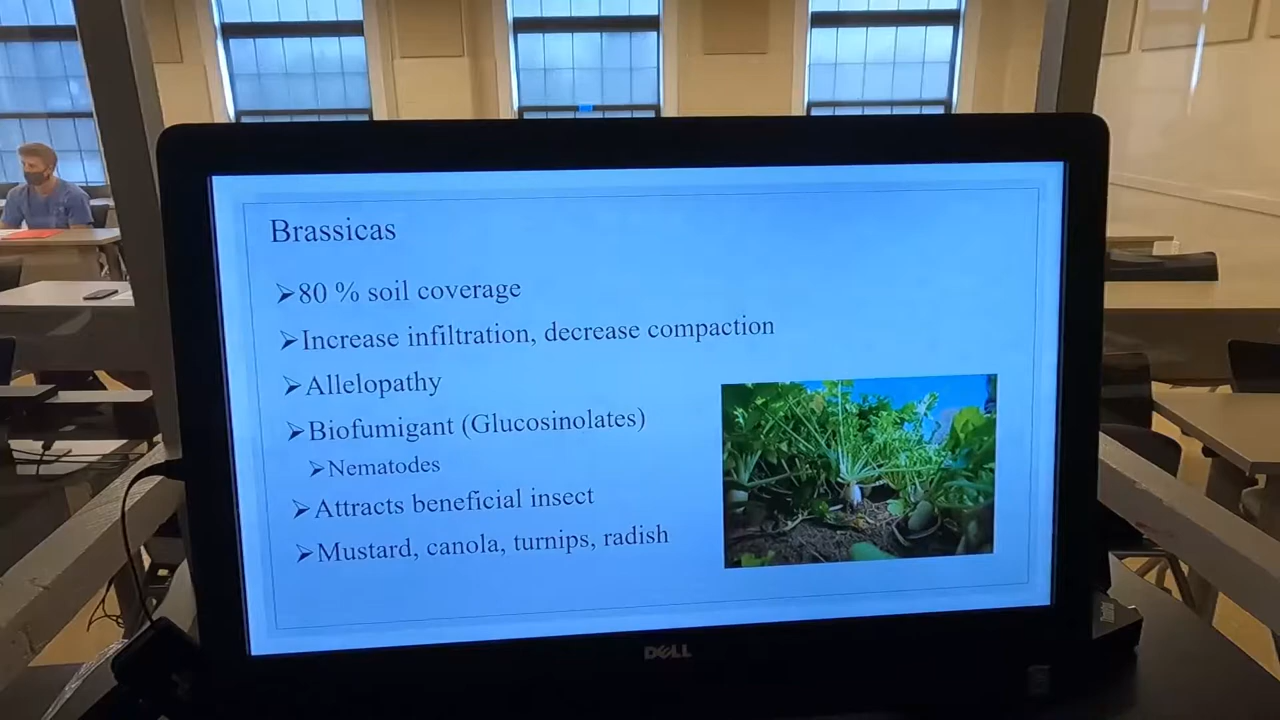 Brassicas
➢80 % soil coverage
➢Increase infiltration, decrease compaction
➢Allelopathy
➢Biofumigant (Glucosinolates)
➢Nematodes
➢Attracts beneficial insect
➢Mustard, canola, turnips, radish
DELL